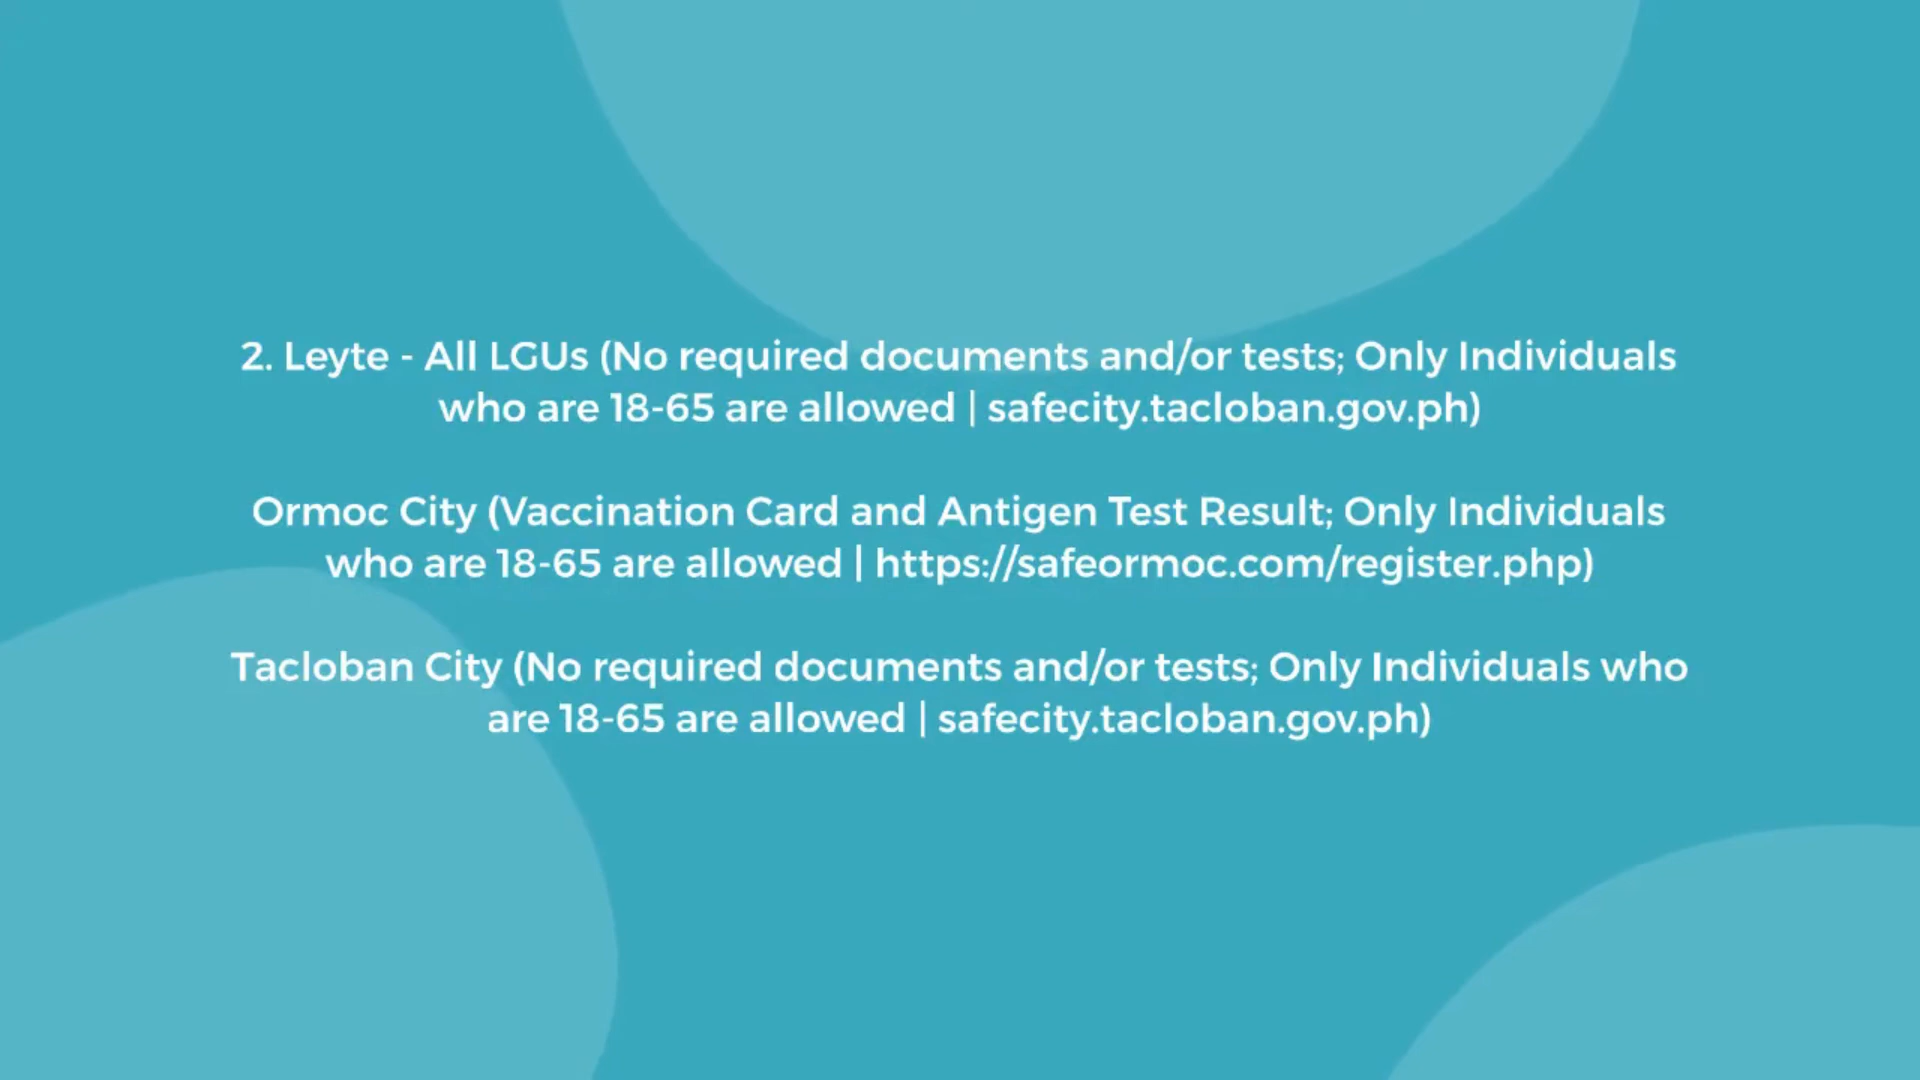 2. Leyte - All LGUs (No required documents and/or tests; Only Individuals
who are 18-65 are allowed | safecity.tacloban.gov.ph)
Ormoc City (Vaccination Card and Antigen Test Result; Only Individuals
who are 18-65 are allowed | https://safeormoc.com/register.php)
Tacloban City (No required documents and/or tests; Only Individuals who
are 18-65 are allowed | safecity.tacloban.gov.ph)